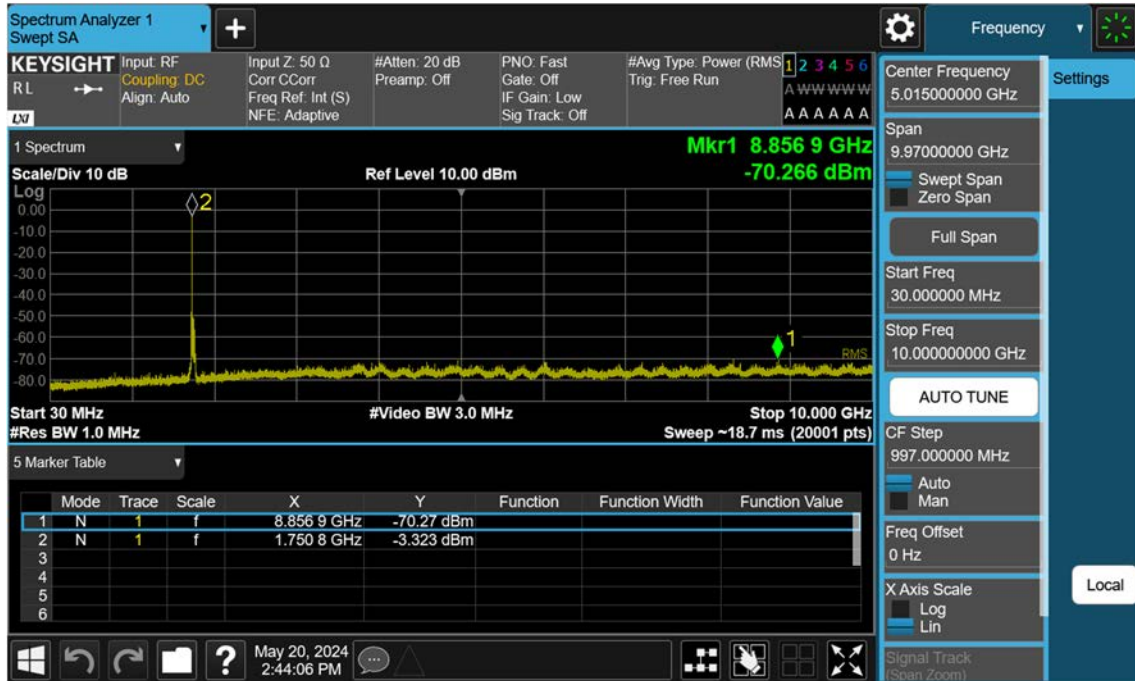 Spectrum Analyzer 1
Swept SA
+
Frequency
KEYSIGHT
R L
LXI
Input: RF
Coupling: DC
Align: Auto
Input Z: 50 Ω
Corr CCorr
Freq Ref: Int (S)
NFE: Adaptive
#Atten: 20 dB
Preamp: Off
PNO: Fast
Gate: Off
IF Gain: Low
Sig Track: Off
#Avg Type: Power (RMS
Trig: Free Run
1 2 3 4 5 6
A W W W W W
A A A A A A
1 Spectrum
Scale/Div 10 dB
Ref Level 10.00 dBm
Mkr1 8.856 9 GHz
-70.266 dBm
Log
0.00
-10.0
-20.0
-30.0
-40.0
-50.0
-60.0
-70.0
-80.0
2
1
RMS
Start 30 MHz
#Video BW 3.0 MHz
Stop 10.000 GHz
#Res BW 1.0 MHz
Sweep ~18.7 ms (20001 pts)
5 Marker Table
Mode Trace Scale X Y Function Function Width Function Value
1 N 1 f 8.856 9 GHz -70.27 dBm
2 N 1 f 1.750 8 GHz -3.323 dBm
3
4
5
6
?
May 20, 2024
2:44:06 PM
Center Frequency
5.015000000 GHz
Span
9.97000000 GHz
Swept Span
Zero Span
Full Span
Start Freq
30.000000 MHz
Stop Freq
10.000000000 GHz
AUTO TUNE
CF Step
997.000000 MHz
Auto
Man
Freq Offset
0 Hz
X Axis Scale
Log
Lin
Signal Track
(Span Zoom)
Settings
Local